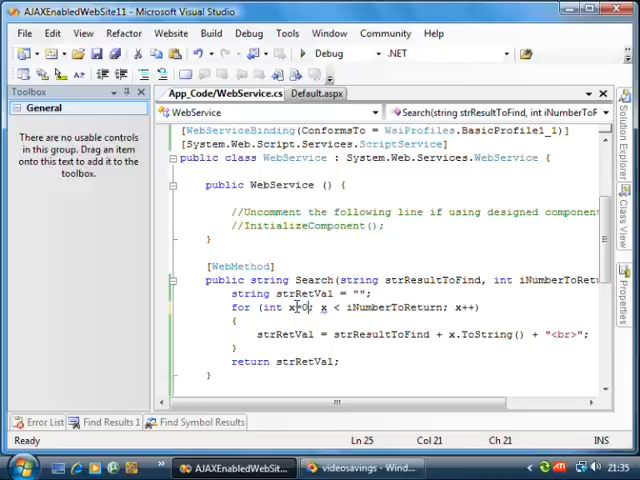 AJAXEnabledWebSite11 - Microsoft Visual Studio
File Edit View Refactor Website Build Debug Tools Window Community Help
Debug .NET
Toolbox
General
There are no usable controls
in this group. Drag an item
onto this text to add it to the
toolbox.
App_Code/WebService.cs Default.aspx
WebService Search(string strResultToFind, int iNumberToR
[WebServiceBinding(ConformsTo = WsiProfiles.BasicProfile1_1)]
[System.Web.Script.Services.ScriptService]
public class WebService : System.Web.Services.WebService {
public WebService () {
//Uncomment the following line if using designed component
//InitializeComponent();
}
[WebMethod]
public string Search(string strResultToFind, int iNumberToRetu
string strRetVal = "";
for (int x=0; x < iNumberToReturn; x++)
{
strRetVal = strResultToFind + x.ToString() + "<br>";
}
return strRetVal;
}
Solution Explorer
Properties
Error List Find Results 1 Find Symbol Results
Ready Ln 25 Col 21 Ch 21 INS
AJAXEnabledWebSit... videosavings - Wind... 21:35